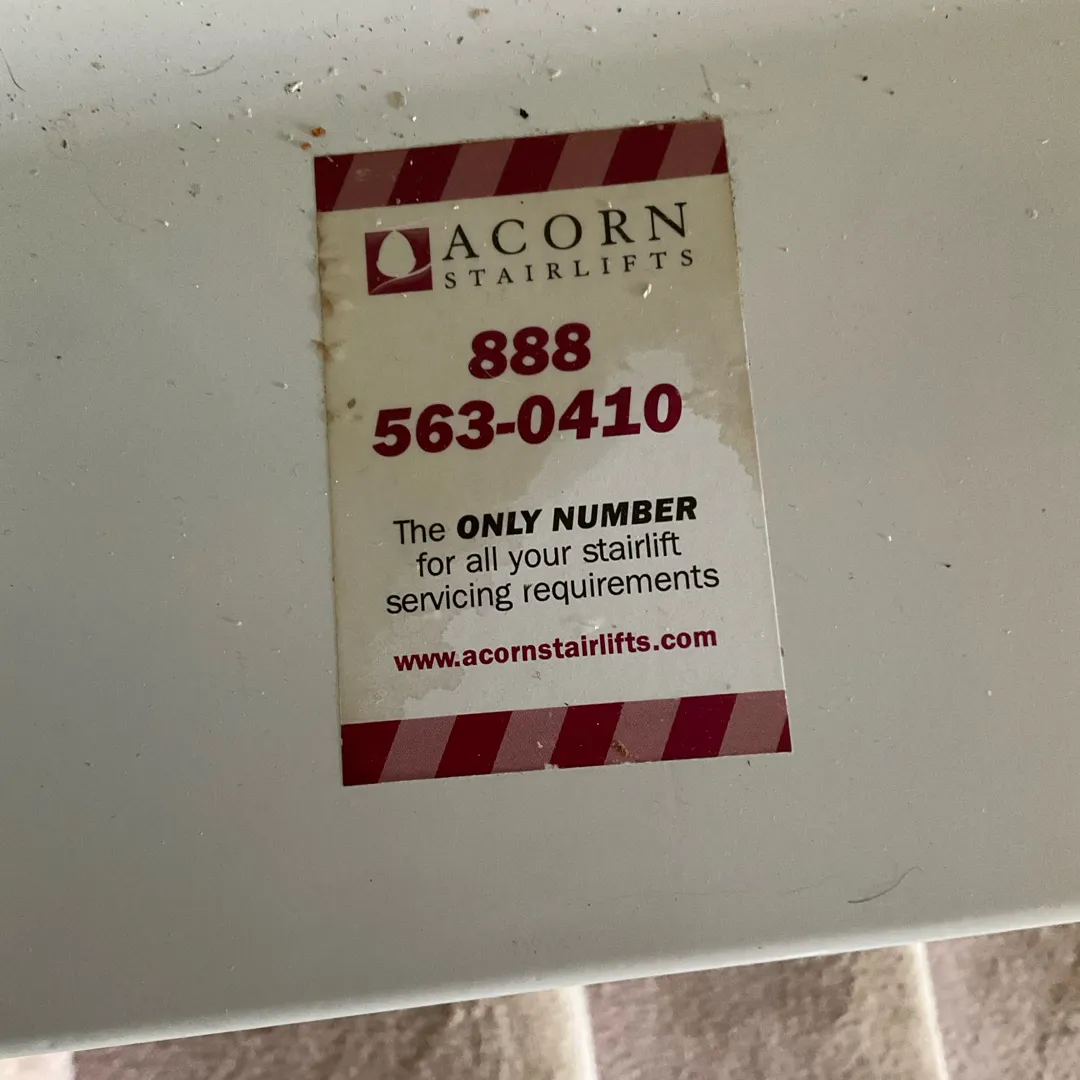 ACORN
STAIRLIFTS
888
563-0410
The ONLY NUMBER
for all your stairlift
servicing requirements
www.acornstairlifts.com